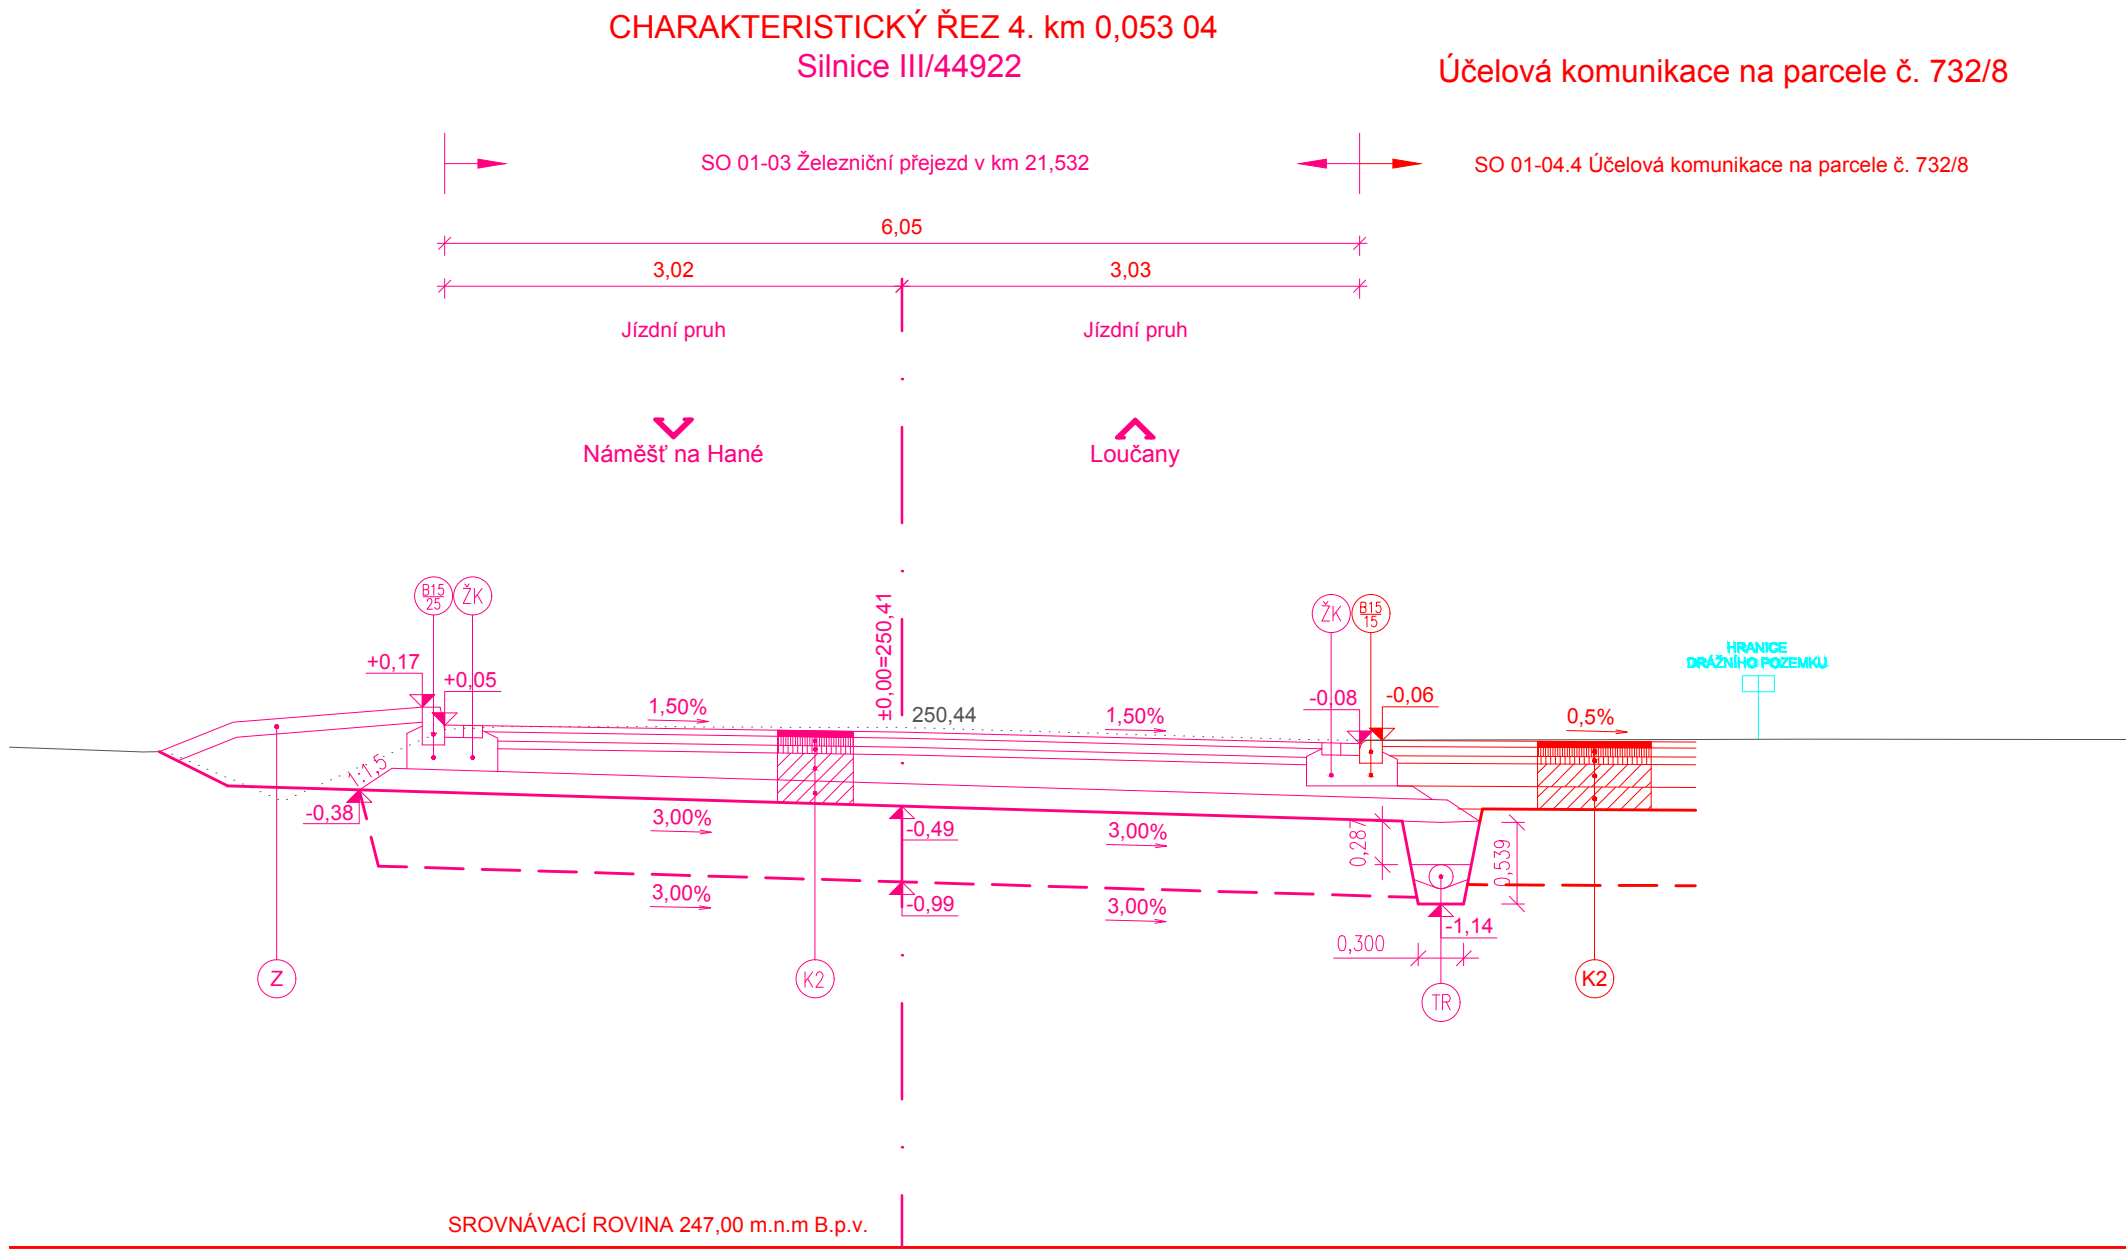 CHARAKTERISTICKÝ ŘEZ 4. km 0,053 04
Silnice III/44922
Účelová komunikace na parcele č. 732/8
SO 01-03 Železniční přejezd v km 21,532
SO 01-04.4 Účelová komunikace na parcele č. 732/8
6,05
3,02
3,03
Jízdní pruh
Jízdní pruh
Náměšť na Hané
Loučany
B15
25
ŽK
ŽK
B15
15
±0,00=250,41
HRANICE
DRÁŽNÍHO POZEMKU
+0,17
+0,05
1,50%
250,44
1,50%
-0,08
-0,06
0,5%
1:1,5
-0,38
3,00%
-0,49
3,00%
0,287
0,539
3,00%
-0,99
3,00%
-1,14
0,300
Z
K2
TR
K2
SROVNÁVACÍ ROVINA 247,00 m.n.m B.p.v.